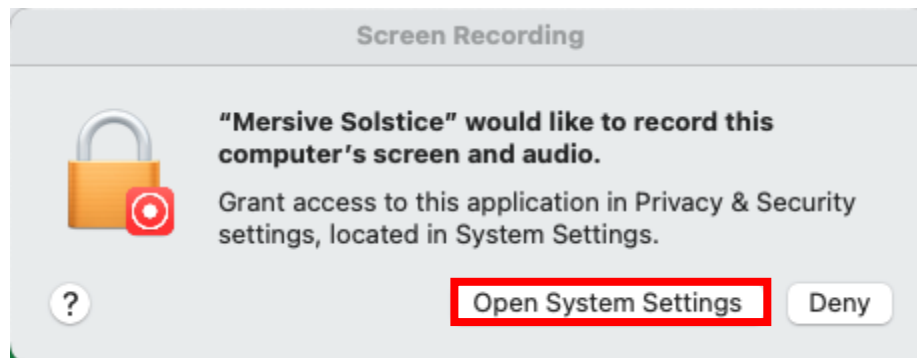 Screen Recording
“Mersive Solstice” would like to record this
computer’s screen and audio.
Grant access to this application in Privacy & Security
settings, located in System Settings.
? Open System Settings Deny